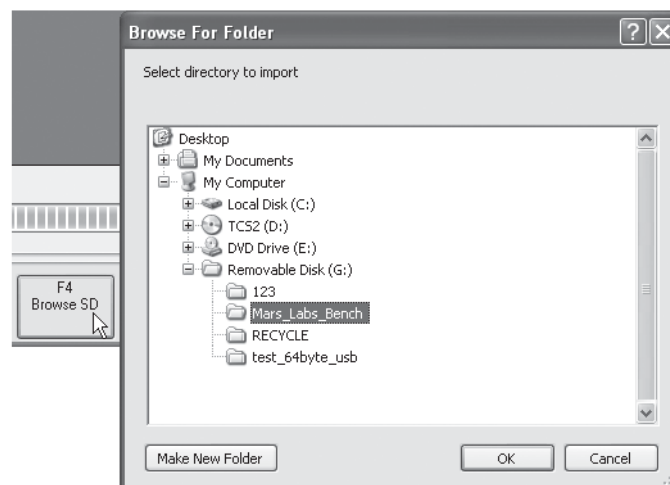 Browse For Folder
Select directory to import
Desktop
My Documents
My Computer
Local Disk (C:)
TCS2 (D:)
DVD Drive (E:)
Removable Disk (G:)
123
Mars_Labs_Bench
RECYCLE
test_64byte_usb
F4
Browse SD
Make New Folder
OK
Cancel